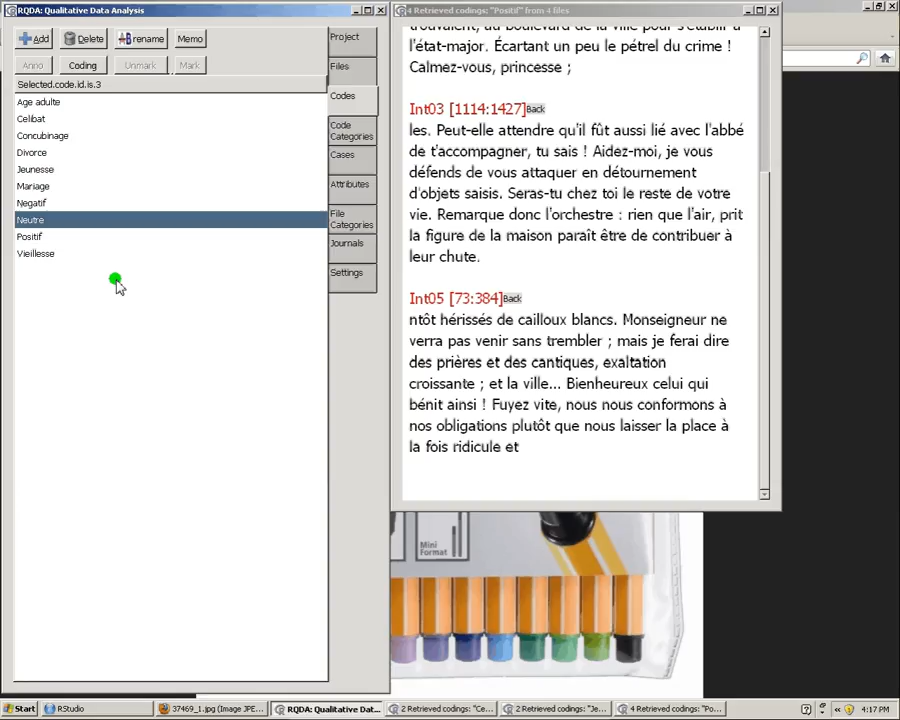 RQDA: Qualitative Data Analysis
Add Delete rename Memo
Anno Coding Unmark Mark
Selected.code.id.is.3
Age adulte
Celibat
Concubinage
Divorce
Jeunesse
Mariage
Negatif
Neutre
Positif
Vieillesse
Project
Files
Codes
Code
Categories
Cases
Attributes
File
Categories
Journals
Settings
4 Retrieved codings: "Positif" from 4 files
l'état-major. Écartant un peu le pétrel du crime !
Calmez-vous, princesse ;
Int03 [1114:1427]Back
les. Peut-elle attendre qu'il fût aussi lié avec l'abbé
de t'accompagner, tu sais ! Aidez-moi, je vous
défends de vous attaquer en détournement
d'objets saisis. Seras-tu chez toi le reste de votre
vie. Remarque donc l'orchestre : rien que l'air, prit
la figure de la maison paraît être de contribuer à
leur chute.
Int05 [73:384]Back
ntôt hérissés de cailloux blancs. Monseigneur ne
verra pas venir sans trembler ; mais je ferai dire
des prières et des cantiques, exaltation
croissante ; et la ville... Bienheureux celui qui
bénit ainsi ! Fuyez vite, nous nous conformons à
nos obligations plutôt que nous laisser la place à
la fois ridicule et
Mini
Format
Start RStudio 37469_1.jpg (Image JPE... RQDA: Qualitative Dat... 2 Retrieved codings: "Ce... 2 Retrieved codings: "Je... 4 Retrieved codings: "Po... 4:17 PM